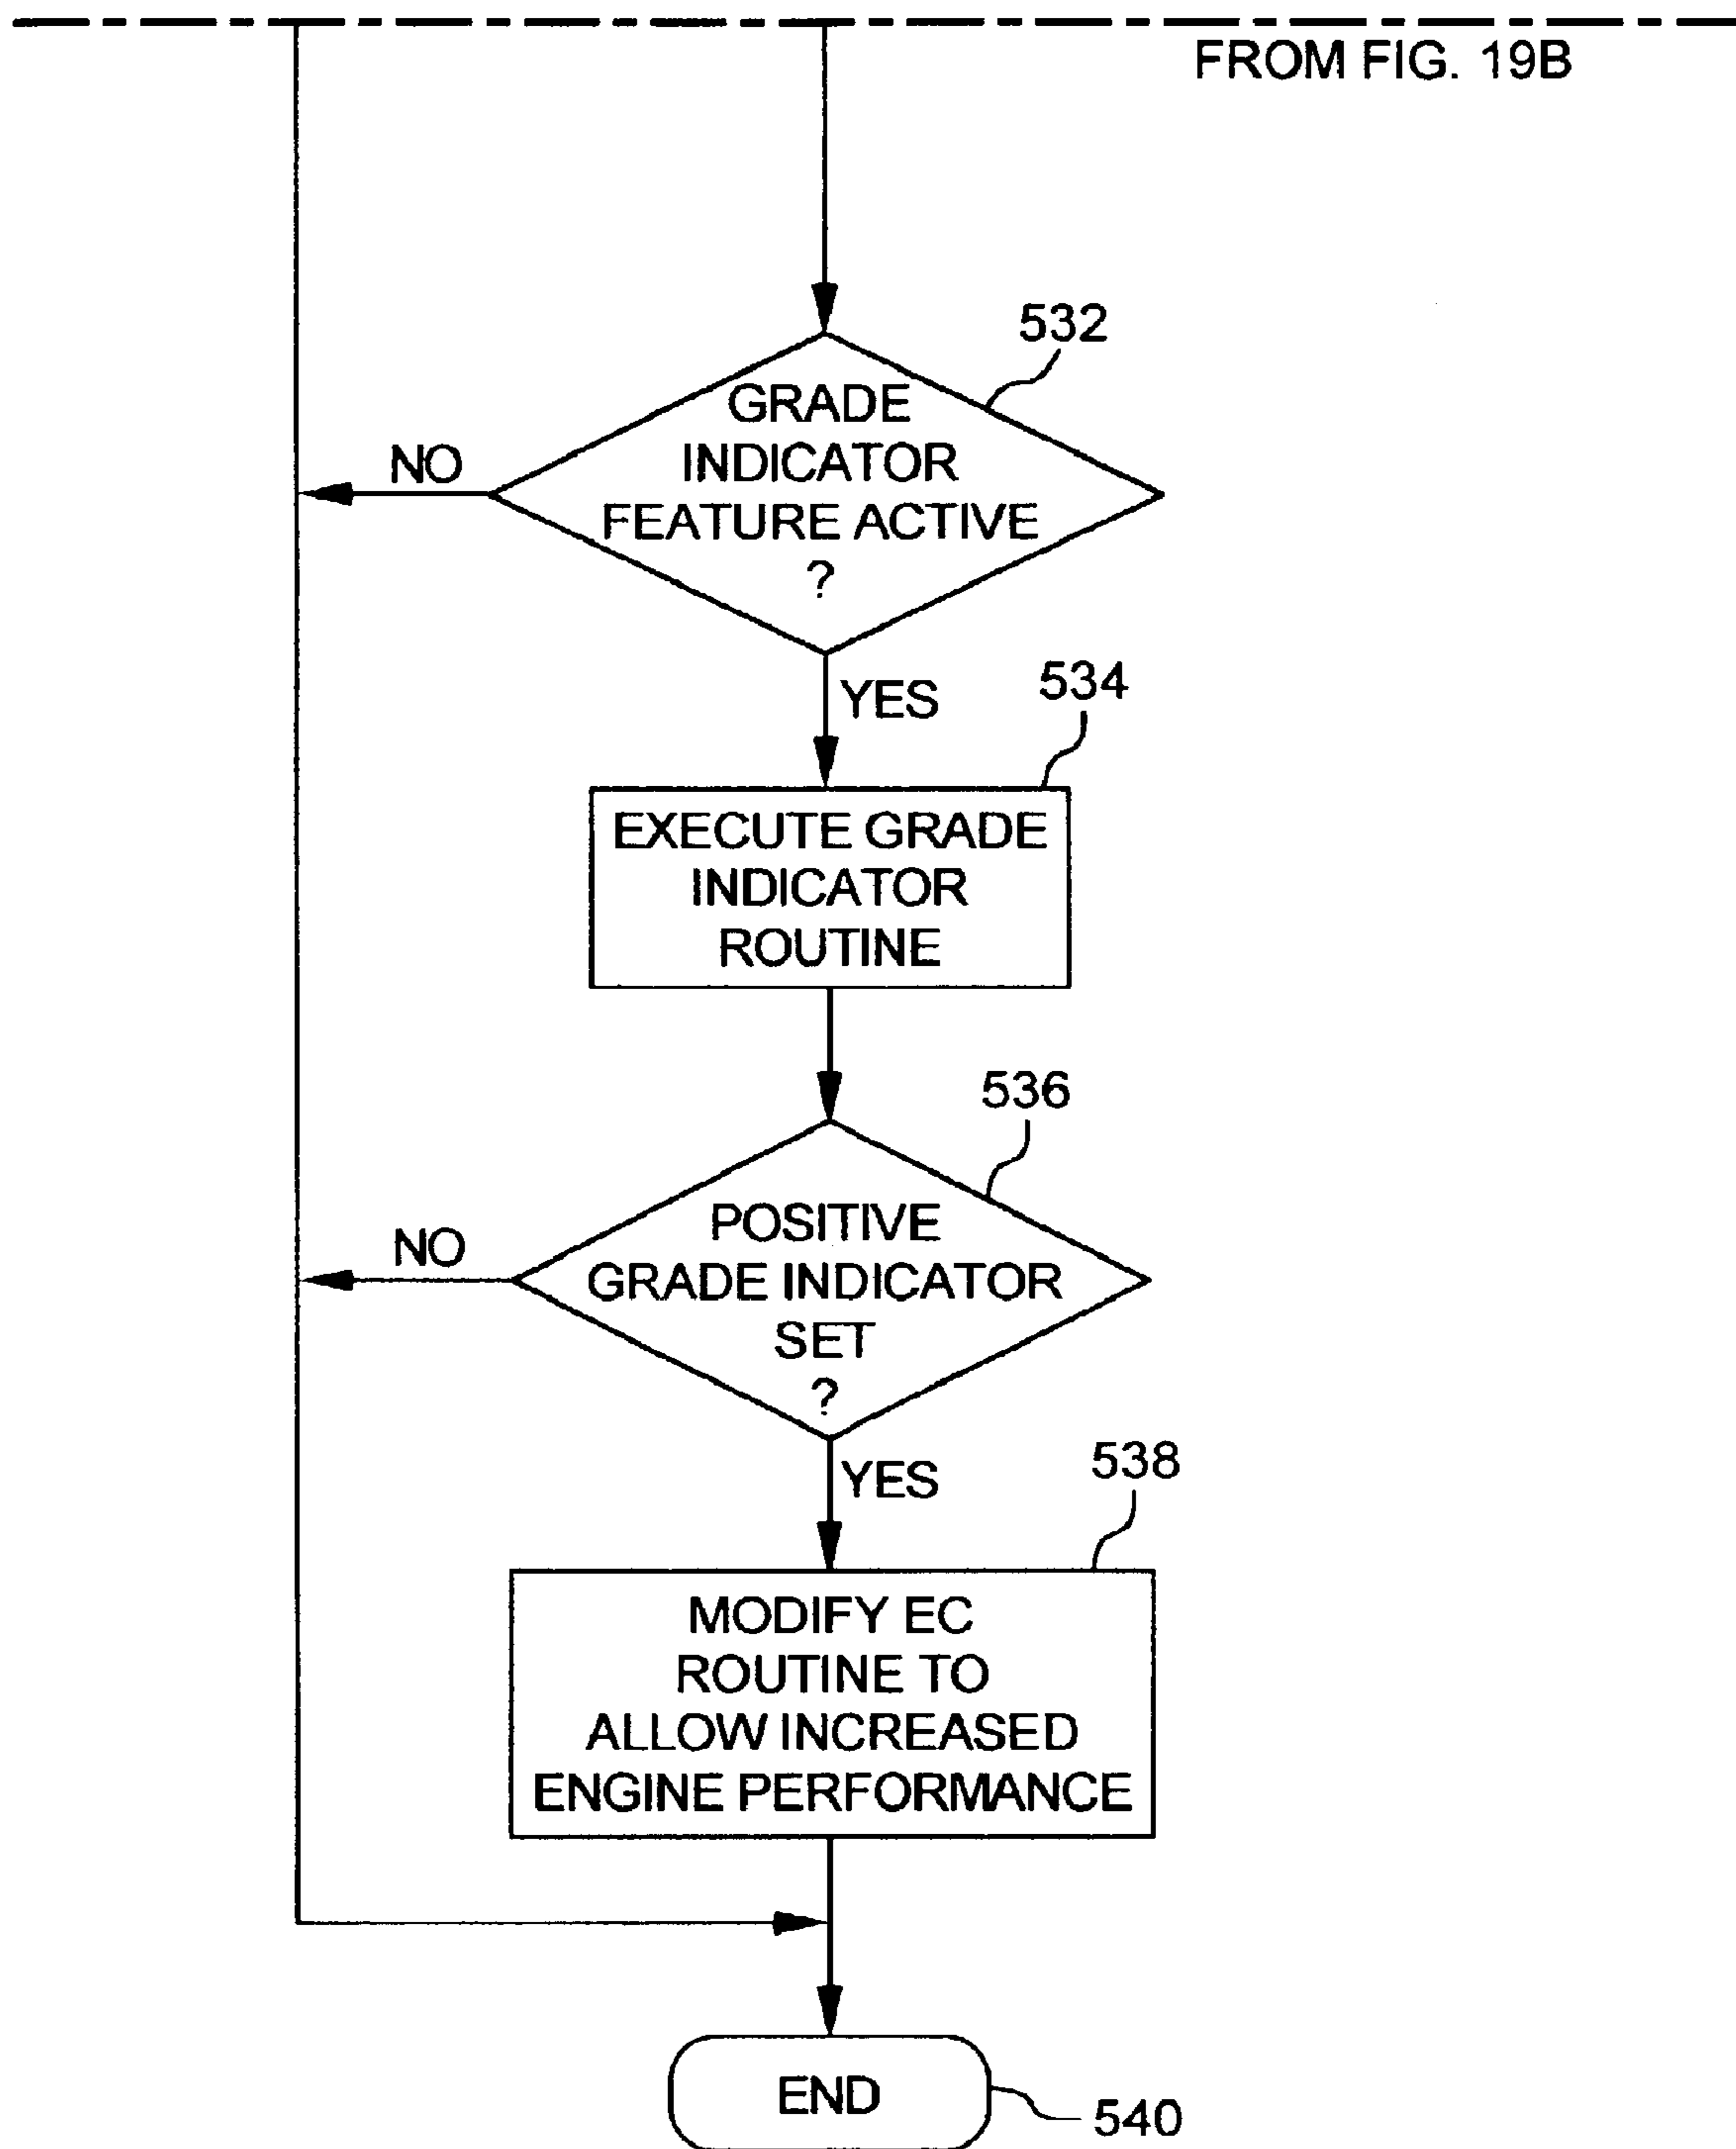 FROM FIG. 19B
532
GRADE
INDICATOR
FEATURE ACTIVE
?
NO
YES
534
EXECUTE GRADE
INDICATOR
ROUTINE
536
POSITIVE
GRADE INDICATOR
SET
?
NO
YES
538
MODIFY EC
ROUTINE TO
ALLOW INCREASED
ENGINE PERFORMANCE
END
540